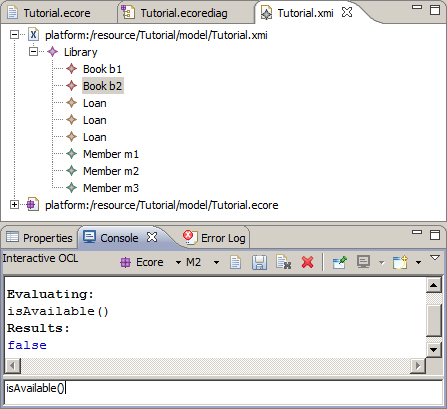 Tutorial.ecore Tutorial.ecorediag Tutorial.xmi
platform:/resource/Tutorial/model/Tutorial.xmi
Library
Book b1
Book b2
Loan
Loan
Loan
Member m1
Member m2
Member m3
platform:/resource/Tutorial/model/Tutorial.ecore
Properties Console Error Log
Interactive OCL Ecore M2
Evaluating:
isAvailable()
Results:
false
isAvailable()